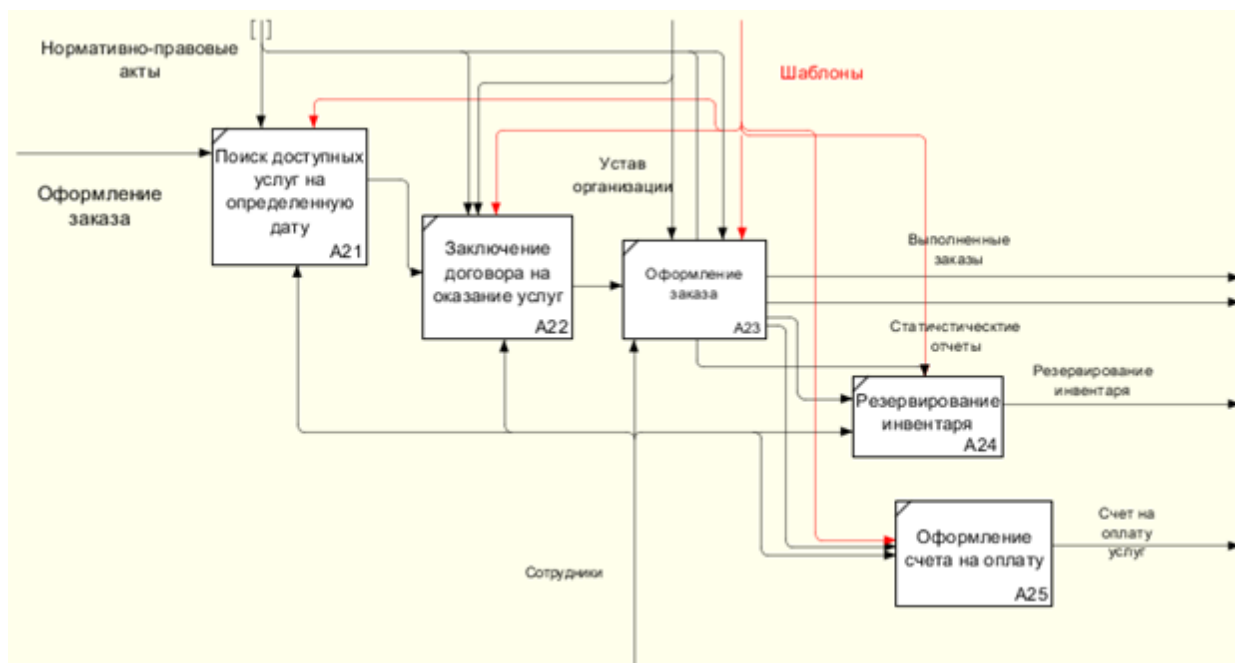 [ ]
Нормативно-правовые
акты
Шаблоны
Поиск доступных
услуг на
определенную
дату
A21
Оформление
заказа
Устав
организации
Заключение
договора на
оказание услуг
A22
Оформление
заказа
A23
Выполненные
заказы
Статичстическтие
отчеты
Резервирование
инвентаря
A24
Резервирование
инвентаря
Оформление
счета на оплату
A25
Счет на
оплату
услуг
Сотрудники